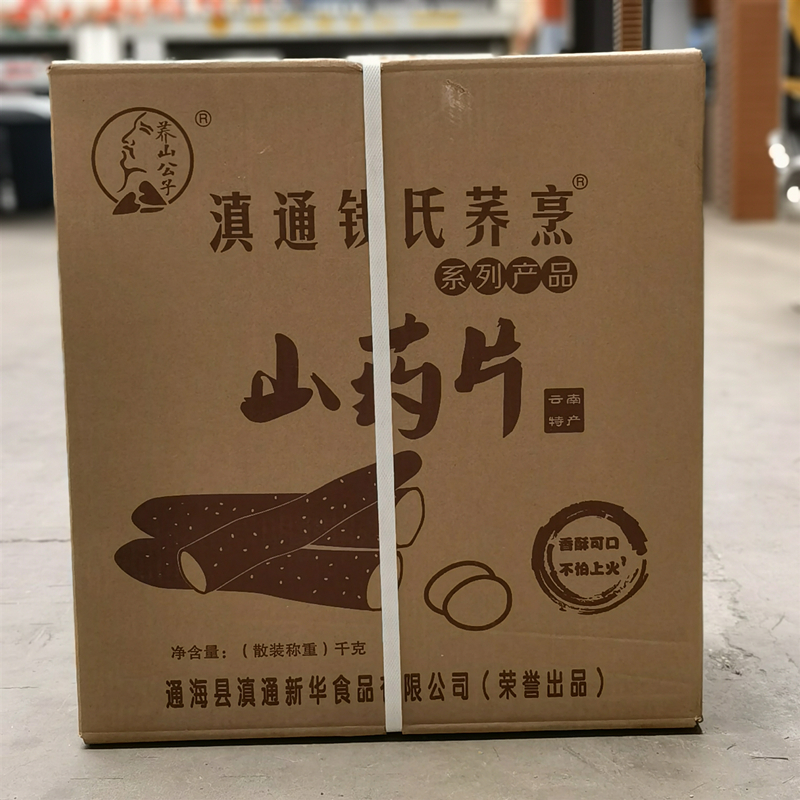 荞山公子
®
滇通 氏荞烹®
系列产品
山药片
云南
特产
香酥可口
不怕上火
净含量：（散装称重）千克
通海县滇通新华食品有限公司（荣誉出品）